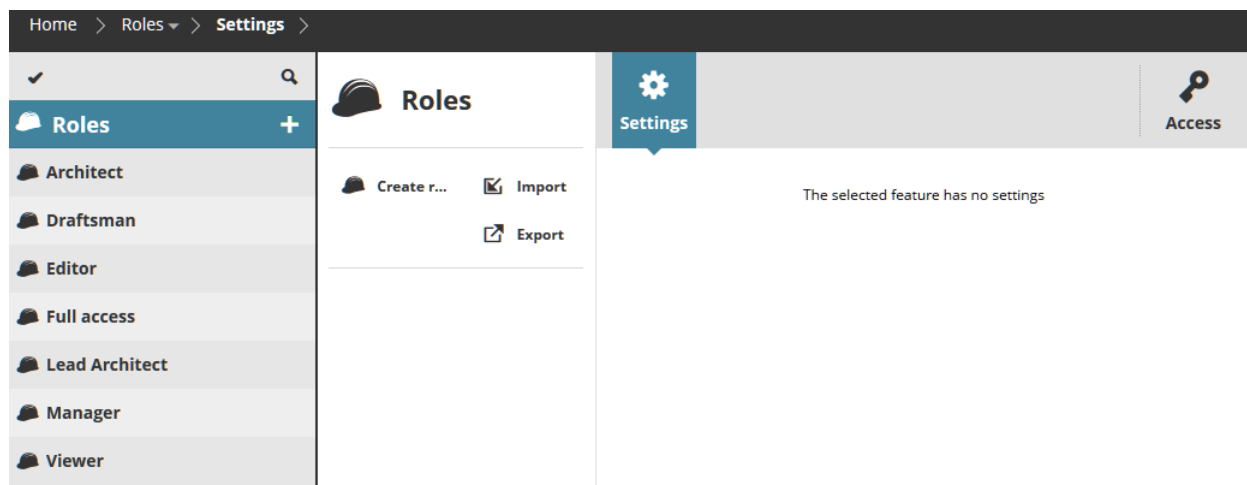 Home > Roles > Settings >
Roles +
Architect
Draftsman
Editor
Full access
Lead Architect
Manager
Viewer
Roles
Create r... Import
Export
Settings
Access
The selected feature has no settings